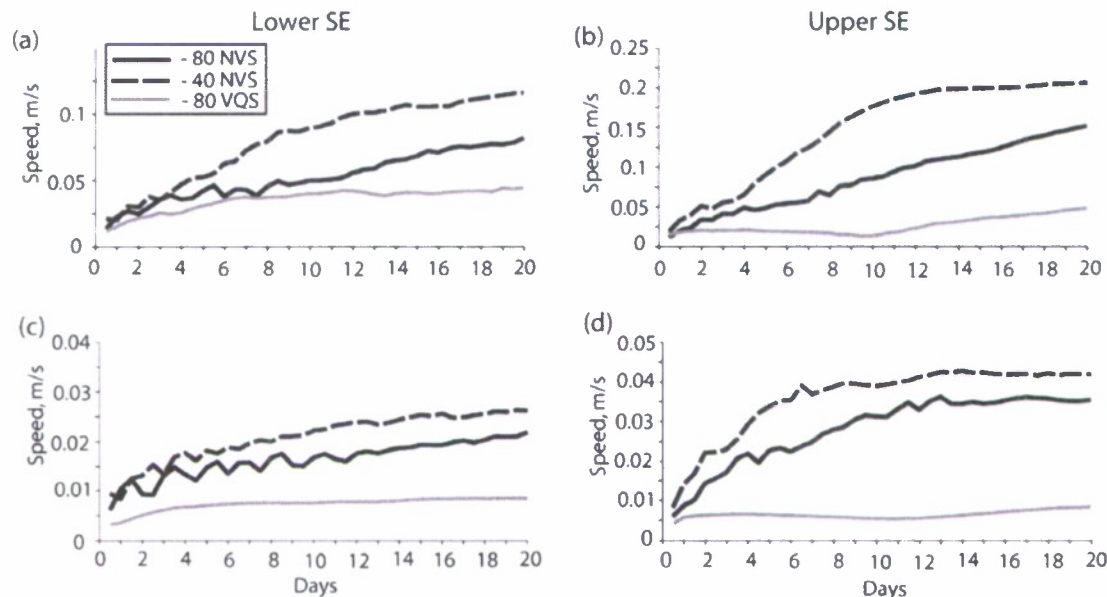 Lower SE
Upper SE
(a)
- 80 NVS
- 40 NVS
- 80 VQS
Speed, m/s
0.1
0.05
0
0 2 4 6 8 10 12 14 16 18 20
(b)
Speed, m/s
0.25
0.2
0.15
0.1
0.05
0
0 2 4 6 8 10 12 14 16 18 20
(c)
Speed, m/s
0.04
0.03
0.02
0.01
0
0 2 4 6 8 10 12 14 16 18 20
Days
(d)
Speed, m/s
0.05
0.04
0.03
0.02
0.01
0
0 2 4 6 8 10 12 14 16 18 20
Days